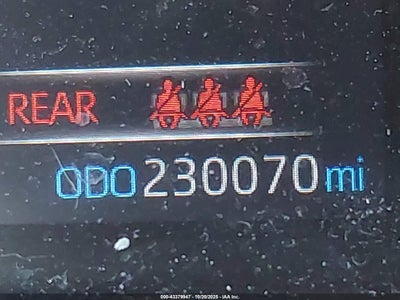 REAR
ODO 230070 mi
000-43379947 - 10/20/2025 - IAA Inc.